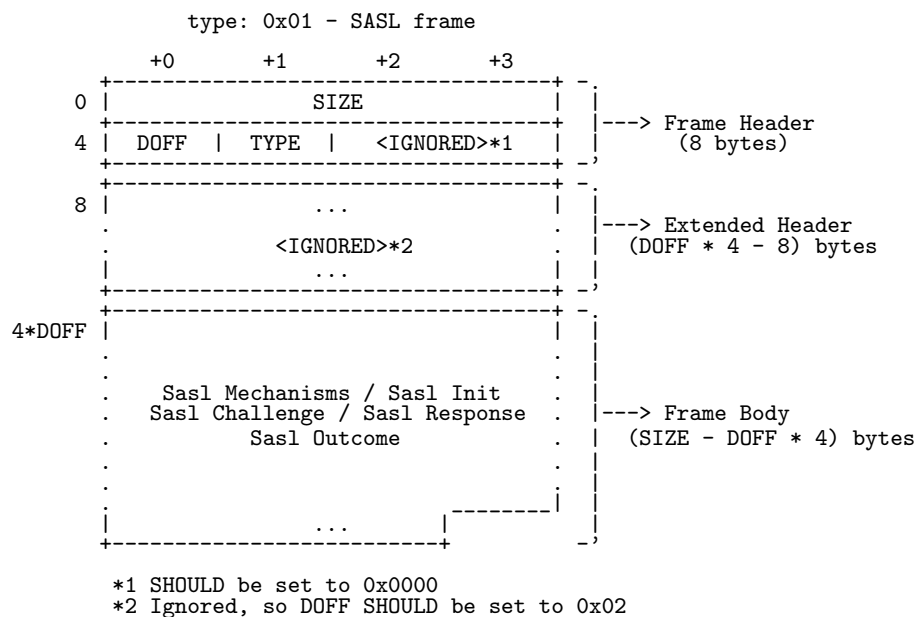 type: 0x01 - SASL frame
+0 +1 +2 +3
+-----------------------------------+ -.
0 | SIZE | |
+-----------------------------------+ |---> Frame Header
4 | DOFF | TYPE | <IGNORED>*1 | | (8 bytes)
+-----------------------------------+ -'
+-----------------------------------+ -.
8 | ... | |
. . |---> Extended Header
. <IGNORED>*2 . | (DOFF * 4 - 8) bytes
| ... | |
+-----------------------------------+ -'
+-----------------------------------+ -.
4*DOFF | | |
. . |
. . |
. Sasl Mechanisms / Sasl Init . |
. Sasl Challenge / Sasl Response . |---> Frame Body
. Sasl Outcome . | (SIZE - DOFF * 4) bytes
. . |
. . |
. ________| |
| ... | |
+--------------------------+ -'
*1 SHOULD be set to 0x0000
*2 Ignored, so DOFF SHOULD be set to 0x02